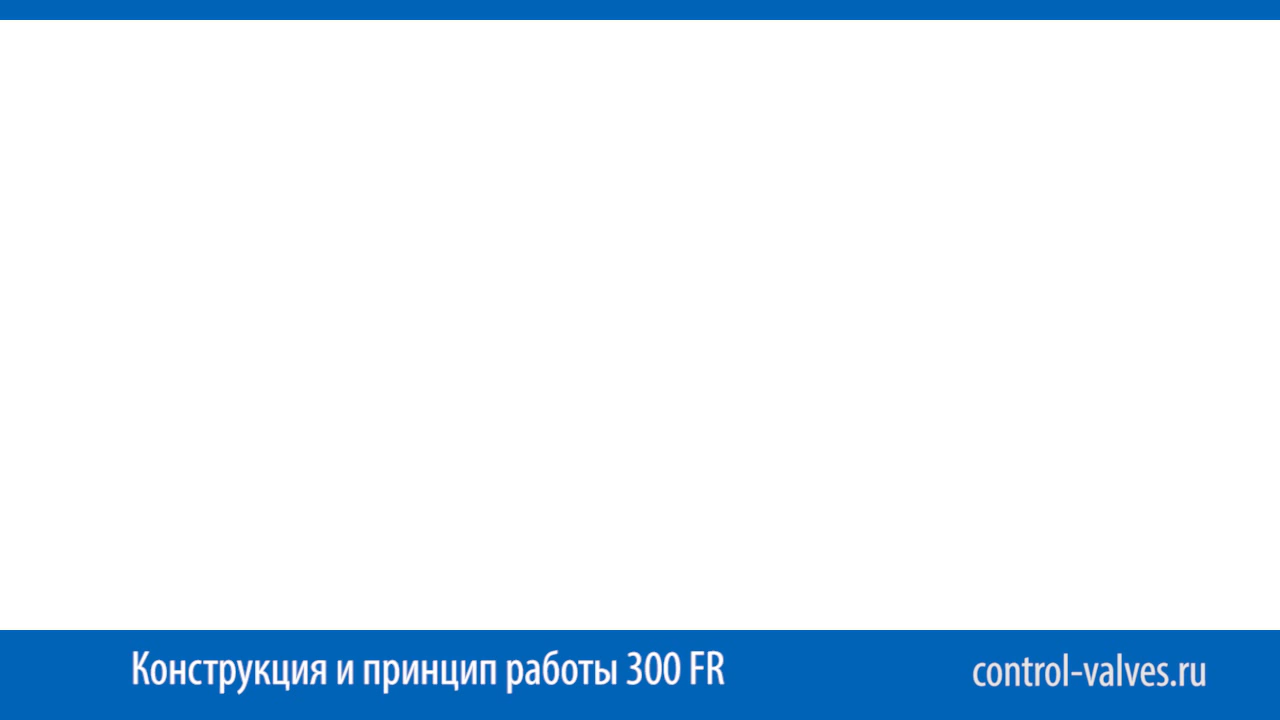 Конструкция и принцип работы 300 FR
control-valves.ru